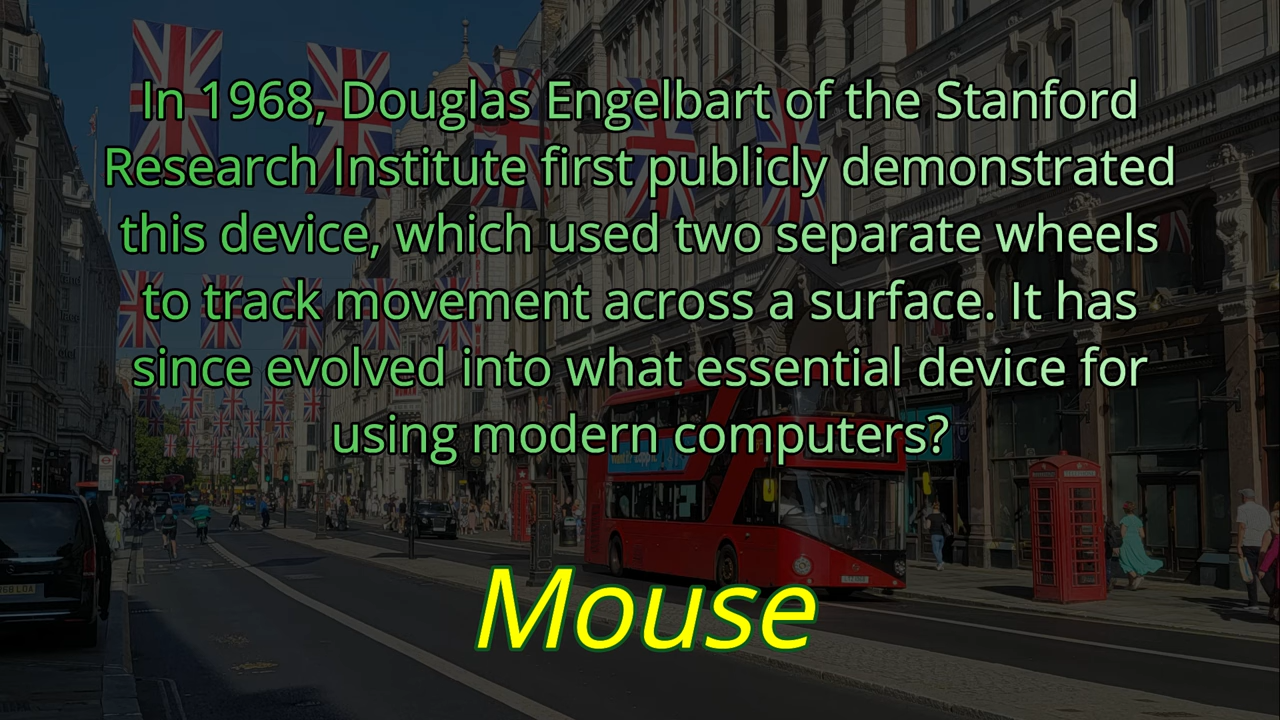 In 1968, Douglas Engelbart of the Stanford
Research Institute first publicly demonstrated
this device, which used two separate wheels
to track movement across a surface. It has
since evolved into what essential device for
using modern computers?
Mouse